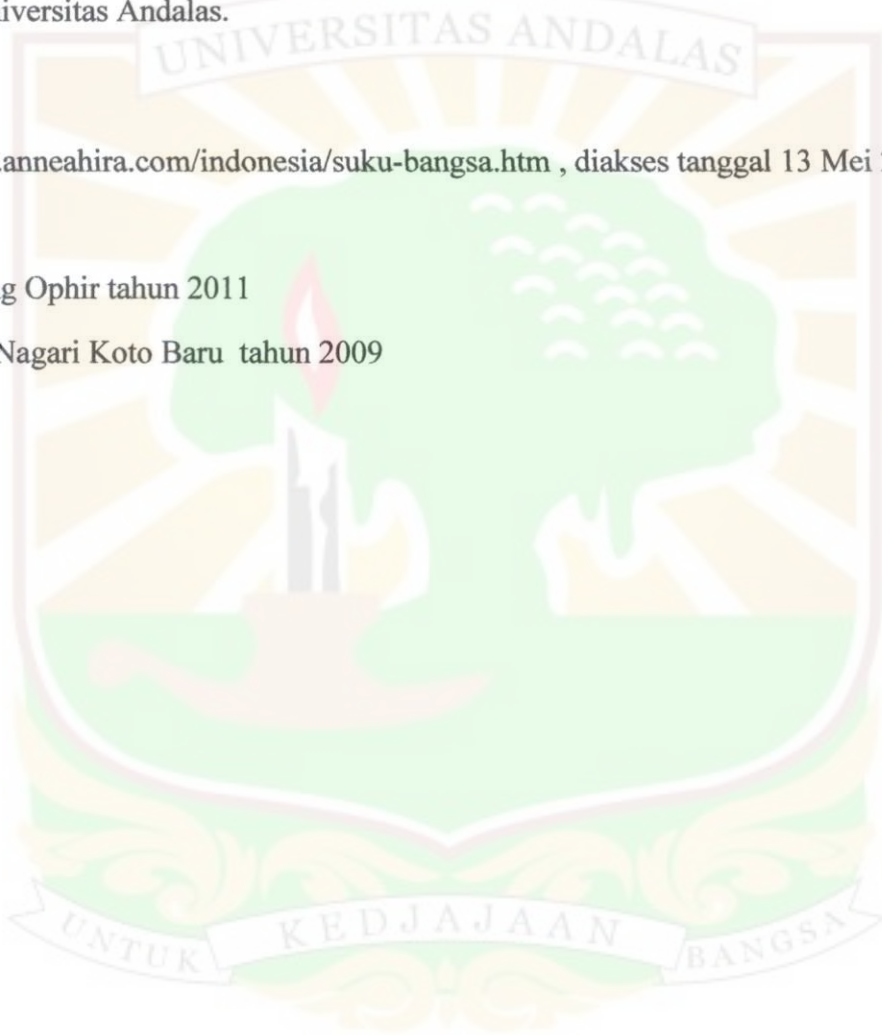 UNIVERSITAS ANDALAS
iversitas Andalas.
.anneahira.com/indonesia/suku-bangsa.htm , diakses tanggal 13 Mei
g Ophir tahun 2011
Nagari Koto Baru tahun 2009
UNTUK KEDJAJAAN BANGSA